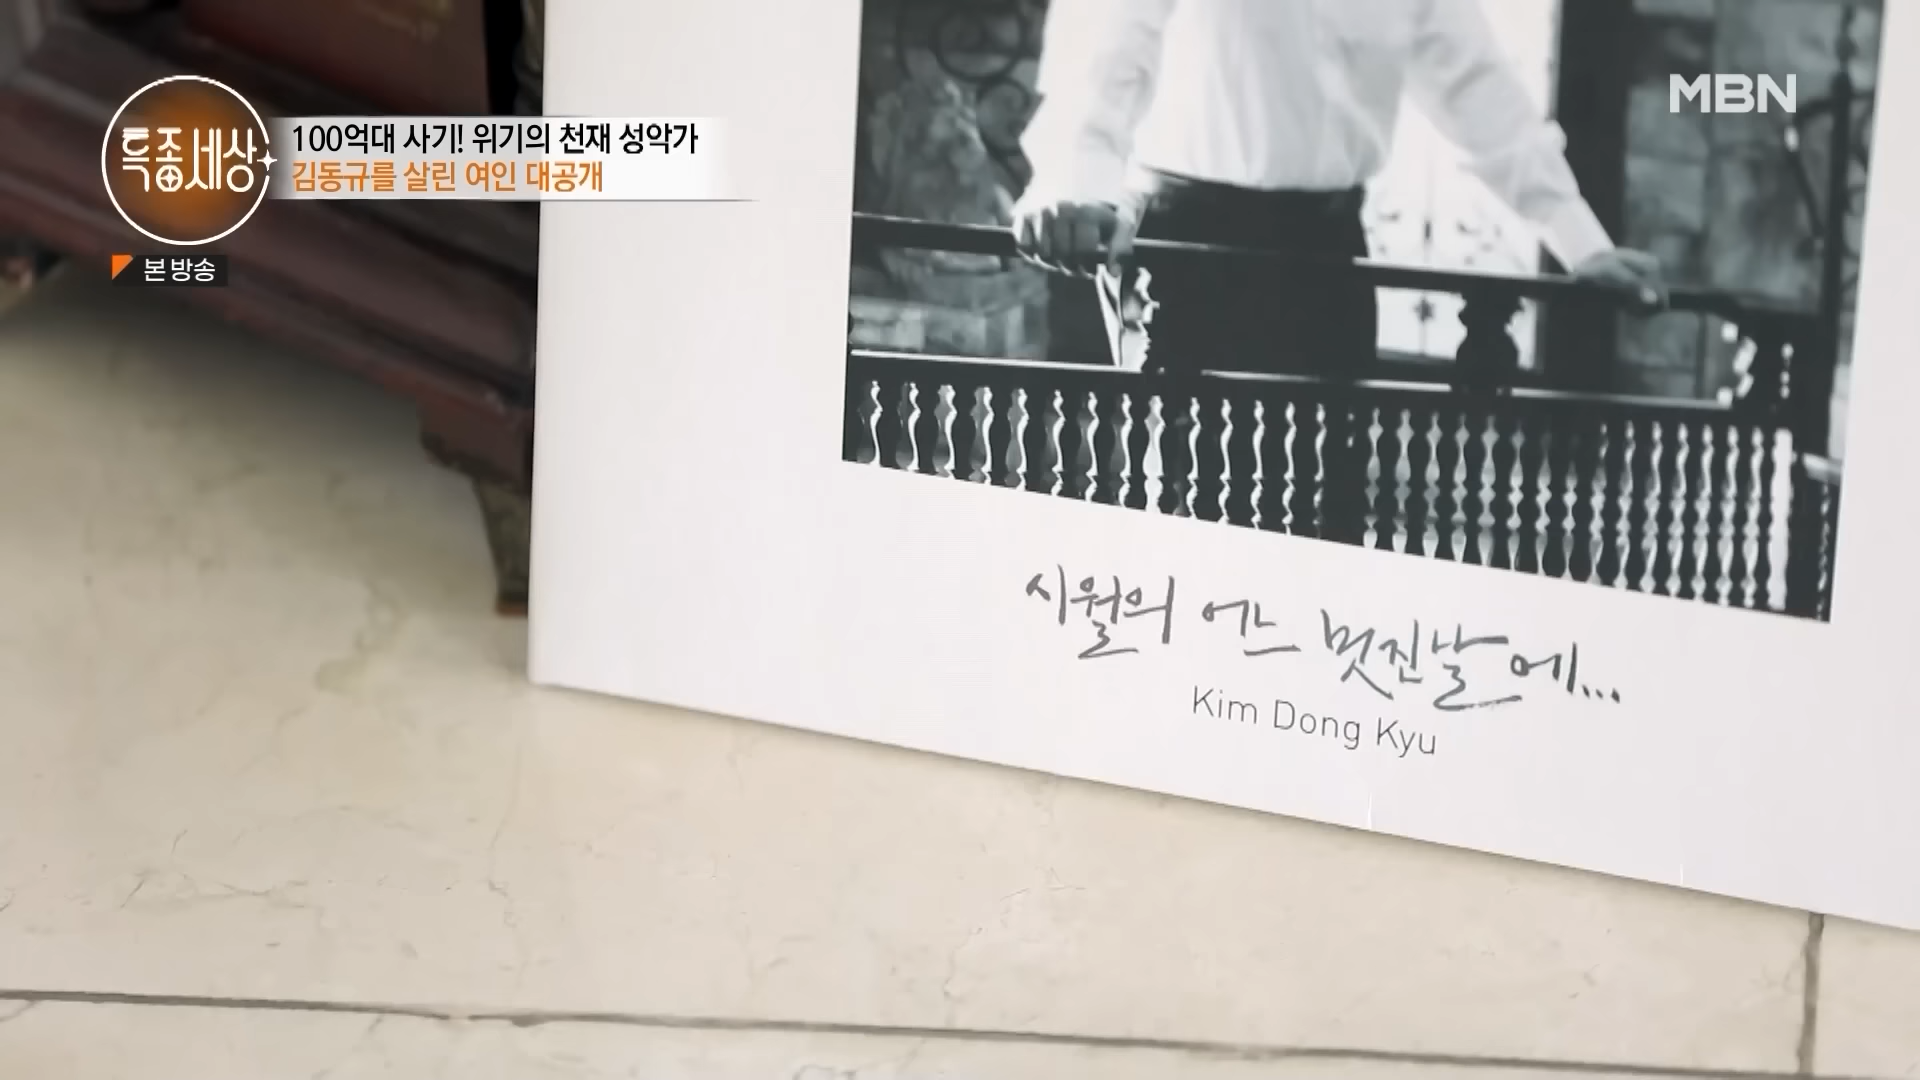 특종세상
100억대 사기! 위기의 천재 성악가
김동규를 살린 여인 대공개
본 방송
MBN
시월의 어느 멋진날에...
Kim Dong Kyu